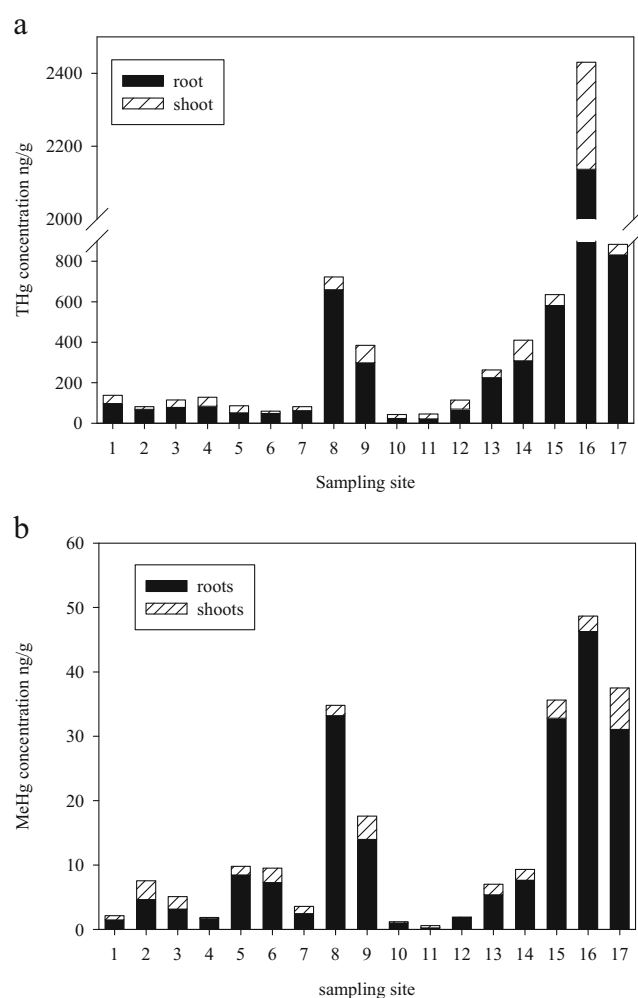 a
THg concentration ng/g
2400
2200
2000
800
600
400
200
0
root
shoot
1 2 3 4 5 6 7 8 9 10 11 12 13 14 15 16 17
Sampling site
b
MeHg concentration ng/g
60
50
40
30
20
10
0
roots
shoots
1 2 3 4 5 6 7 8 9 10 11 12 13 14 15 16 17
sampling site